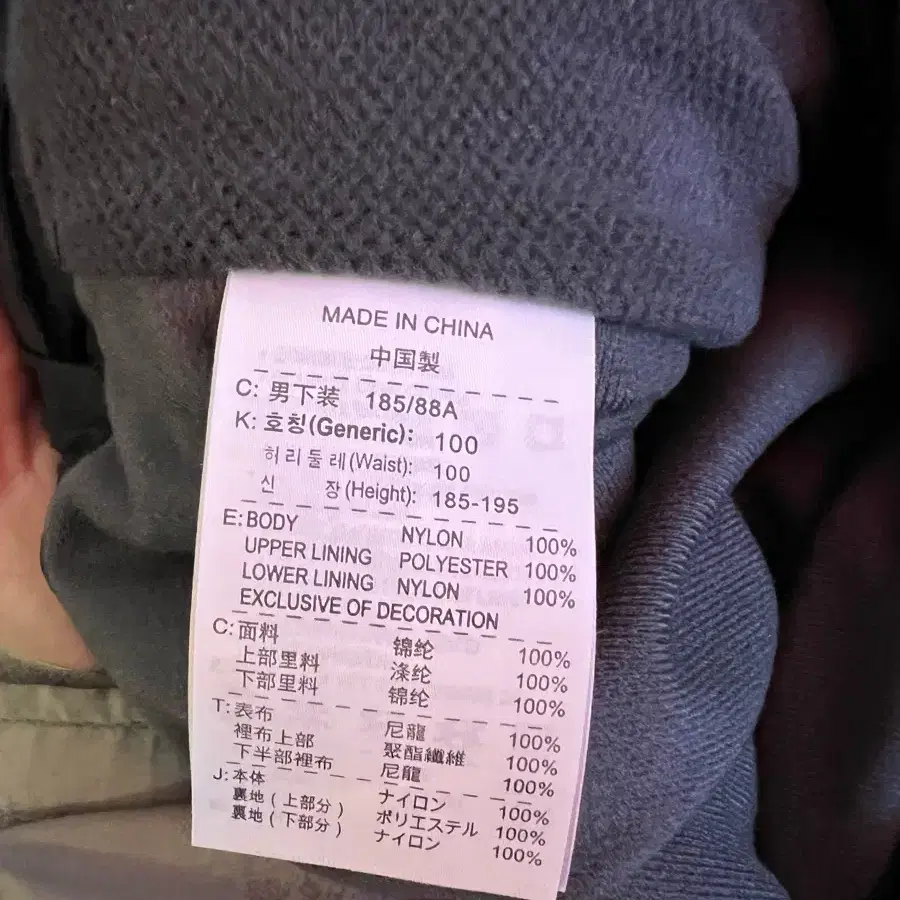 MADE IN CHINA
中国製
C: 男下装 185/88A
K: 호칭(Generic): 100
허리둘레(Waist): 100
신 장(Height): 185-195
E: BODY NYLON 100%
UPPER LINING POLYESTER 100%
LOWER LINING NYLON 100%
EXCLUSIVE OF DECORATION
C: 面料 锦纶 100%
上部里料 涤纶 100%
下部里料 锦纶 100%
T: 表布 尼龍 100%
裡布上部 聚酯纖維 100%
下半部裡布 尼龍 100%
J: 本体 ナイロン 100%
裏地(上部分) ポリエステル 100%
裏地(下部分) ナイロン 100%